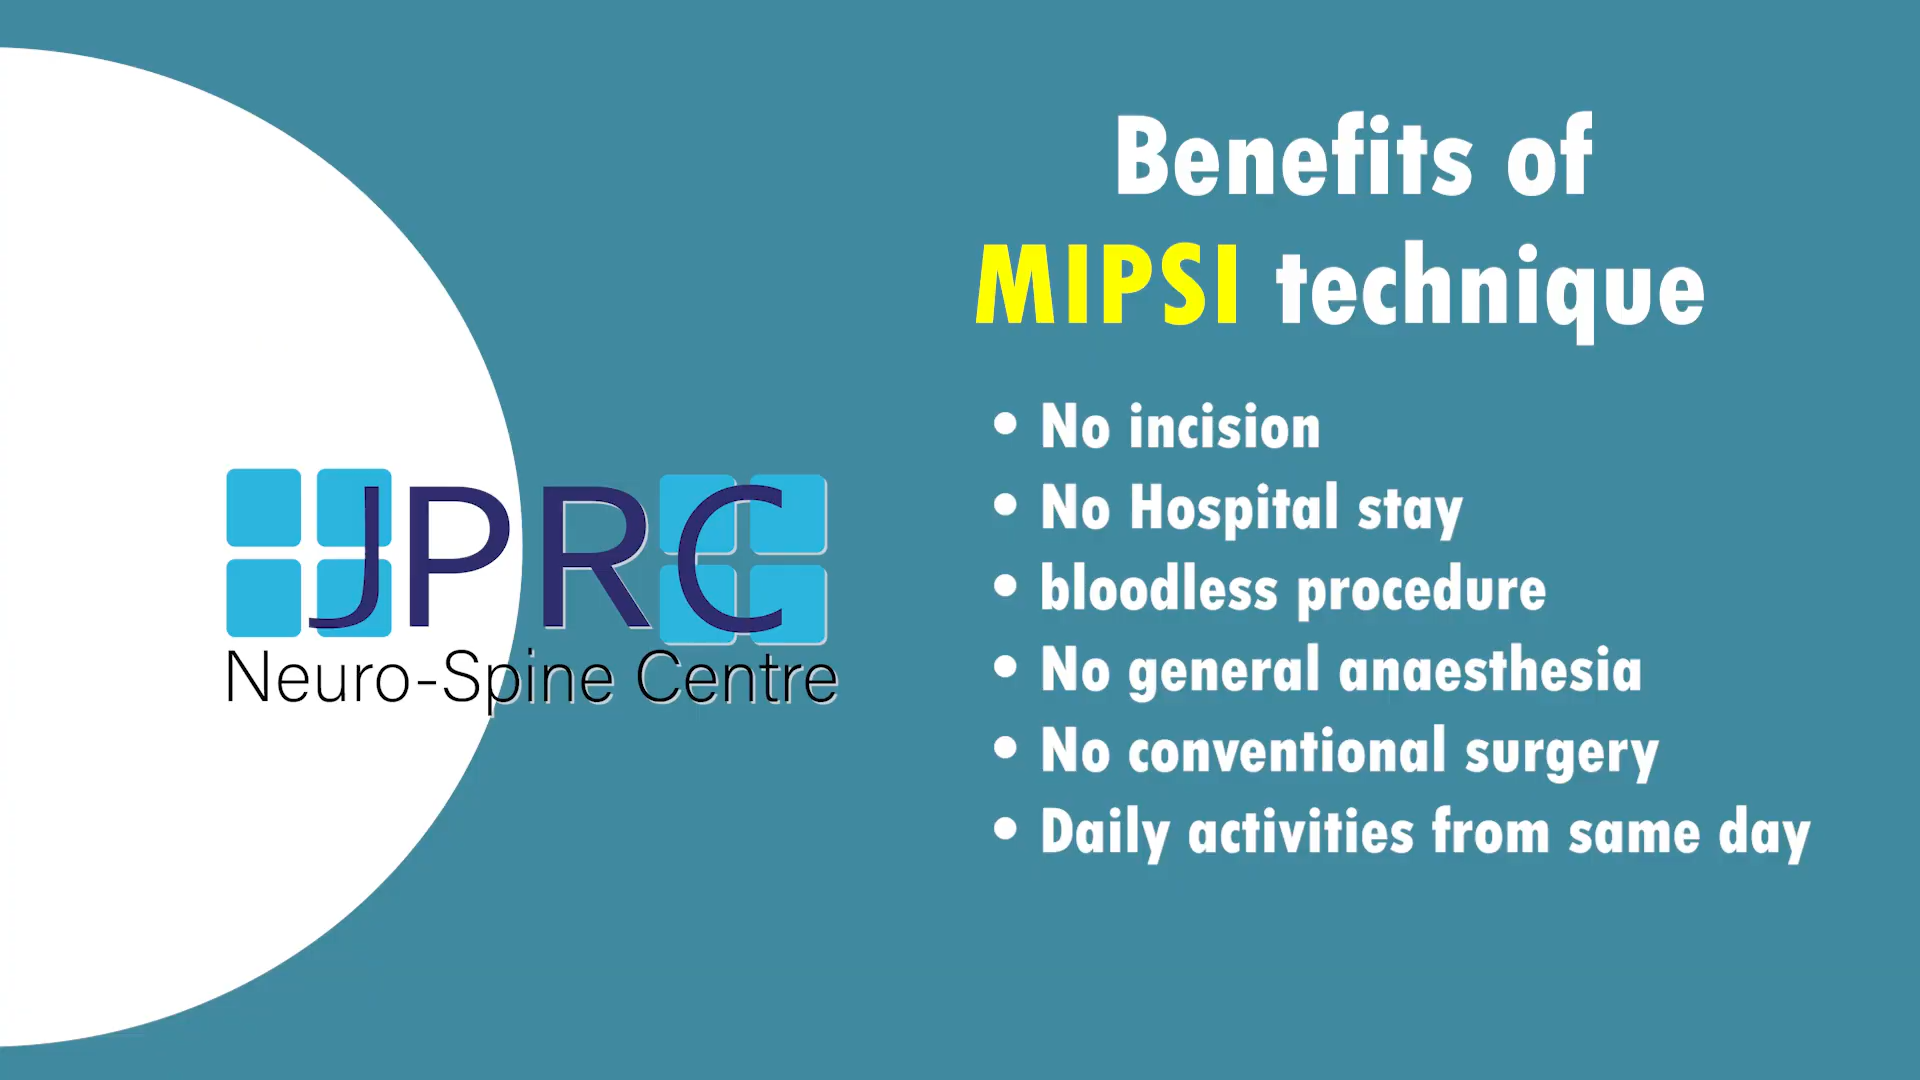 JPRC
Neuro-Spine Centre
Benefits of
MIPSI technique
• No incision
• No Hospital stay
• bloodless procedure
• No general anaesthesia
• No conventional surgery
• Daily activities from same day